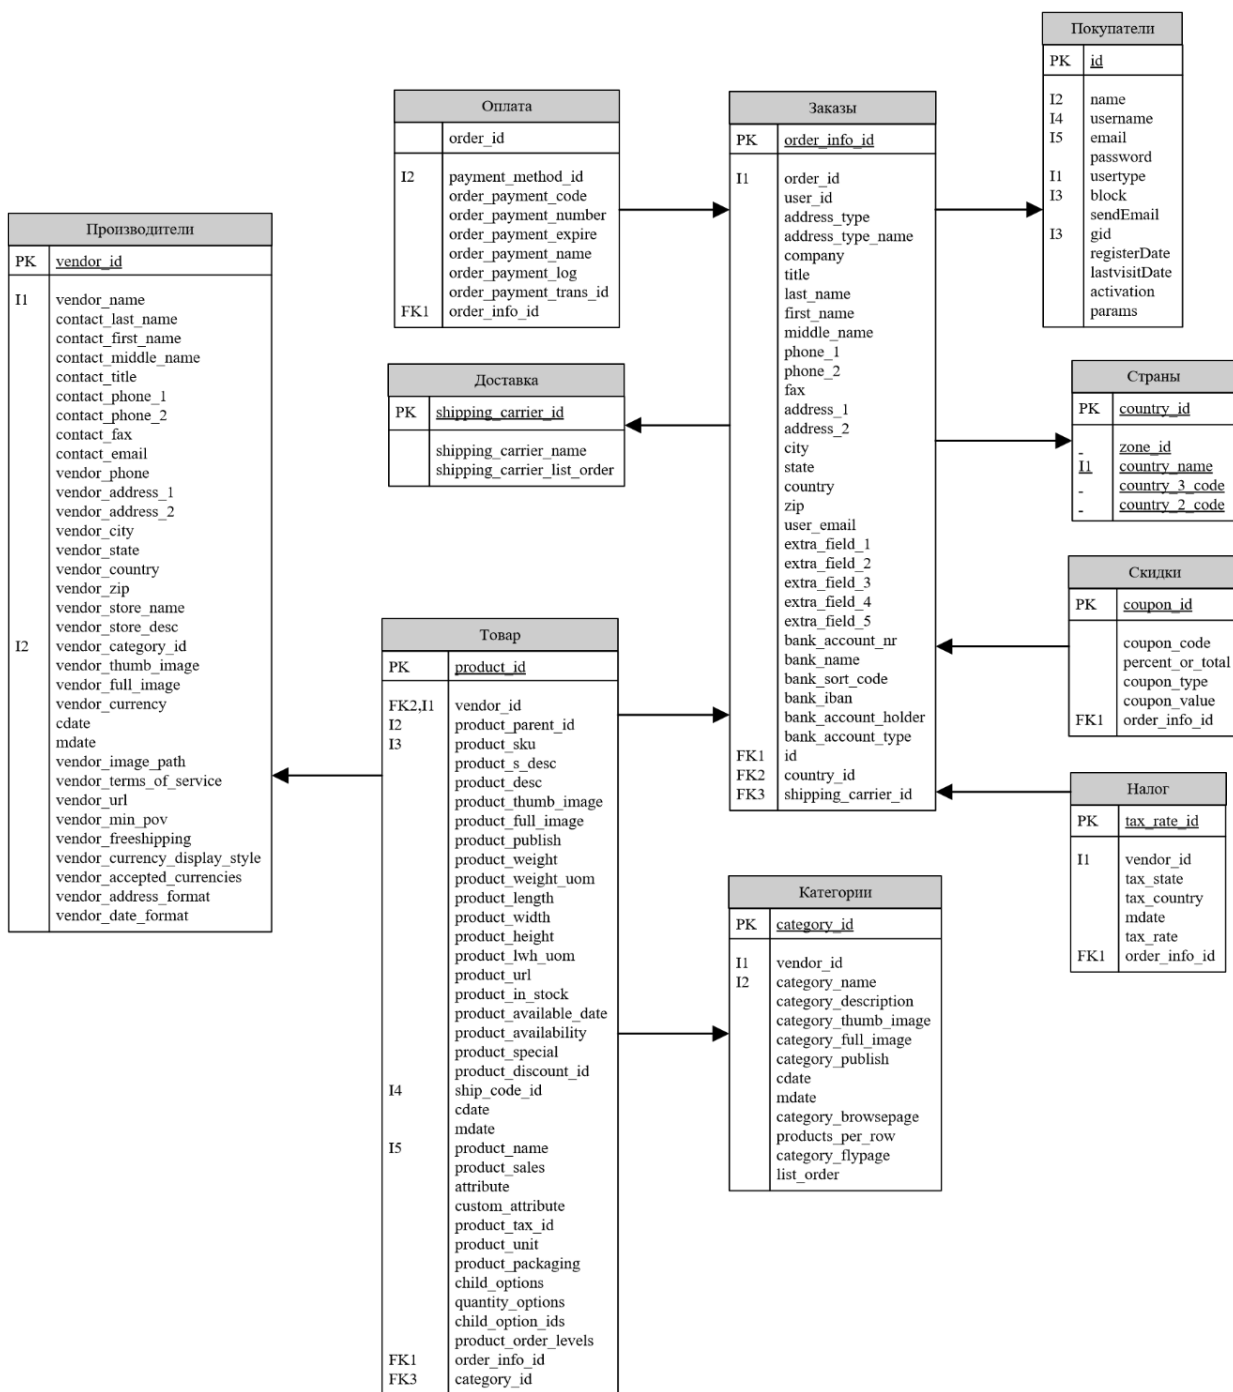 Покупатели
PK id
I2 name
I4 username
I5 email
password
I1 usertype
I3 block
sendEmail
I3 gid
registerDate
lastvisitDate
activation
params
Оплата
order_id
I2 payment_method_id
order_payment_code
order_payment_number
order_payment_expire
order_payment_name
order_payment_log
order_payment_trans_id
FK1 order_info_id
Заказы
PK order_info_id
I1 order_id
user_id
address_type
address_type_name
company
title
last_name
first_name
middle_name
phone_1
phone_2
fax
address_1
address_2
city
state
country
zip
user_email
extra_field_1
extra_field_2
extra_field_3
extra_field_4
extra_field_5
bank_account_nr
bank_name
bank_sort_code
bank_iban
bank_account_holder
bank_account_type
FK1 id
FK2 country_id
FK3 shipping_carrier_id
Производители
PK vendor_id
I1 vendor_name
contact_last_name
contact_first_name
contact_middle_name
contact_title
contact_phone_1
contact_phone_2
contact_fax
contact_email
vendor_phone
vendor_address_1
vendor_address_2
vendor_city
vendor_state
vendor_country
vendor_zip
vendor_store_name
vendor_store_desc
I2 vendor_category_id
vendor_thumb_image
vendor_full_image
vendor_currency
cdate
mdate
vendor_image_path
vendor_terms_of_service
vendor_url
vendor_min_pov
vendor_freeshipping
vendor_currency_display_style
vendor_accepted_currencies
vendor_address_format
vendor_date_format
Доставка
PK shipping_carrier_id
shipping_carrier_name
shipping_carrier_list_order
Страны
PK country_id
- zone_id
I1 country_name
- country_3_code
- country_2_code
Скидки
PK coupon_id
coupon_code
percent_or_total
coupon_type
coupon_value
FK1 order_info_id
Товар
PK product_id
FK2,I1 vendor_id
I2 product_parent_id
I3 product_sku
product_s_desc
product_desc
product_thumb_image
product_full_image
product_publish
product_weight
product_weight_uom
product_length
product_width
product_height
product_lwh_uom
product_url
product_in_stock
product_available_date
product_availability
product_special
product_discount_id
I4 ship_code_id
cdate
mdate
I5 product_name
product_sales
attribute
custom_attribute
product_tax_id
product_unit
product_packaging
child_options
quantity_options
child_option_ids
product_order_levels
FK1 order_info_id
FK3 category_id
Налог
PK tax_rate_id
I1 vendor_id
tax_state
tax_country
mdate
tax_rate
FK1 order_info_id
Категории
PK category_id
I1 vendor_id
I2 category_name
category_description
category_thumb_image
category_full_image
category_publish
cdate
mdate
category_browsepage
products_per_row
category_flypage
list_order